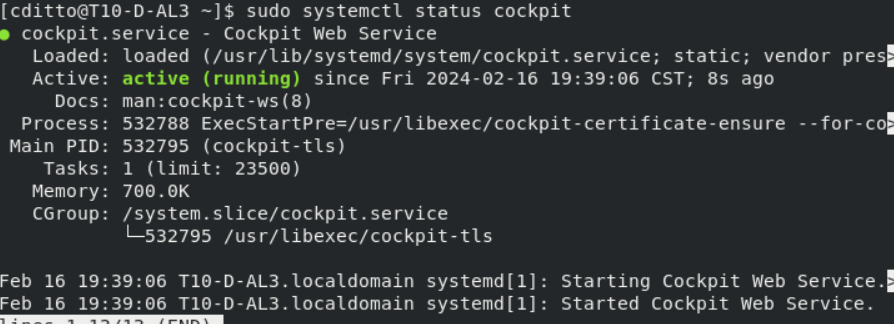 [cditto@T10-D-AL3 ~]$ sudo systemctl status cockpit
● cockpit.service - Cockpit Web Service
   Loaded: loaded (/usr/lib/systemd/system/cockpit.service; static; vendor pres>
   Active: active (running) since Fri 2024-02-16 19:39:06 CST; 8s ago
     Docs: man:cockpit-ws(8)
  Process: 532788 ExecStartPre=/usr/libexec/cockpit-certificate-ensure --for-co>
 Main PID: 532795 (cockpit-tls)
    Tasks: 1 (limit: 23500)
   Memory: 700.0K
   CGroup: /system.slice/cockpit.service
           └─532795 /usr/libexec/cockpit-tls

Feb 16 19:39:06 T10-D-AL3.localdomain systemd[1]: Starting Cockpit Web Service.>
Feb 16 19:39:06 T10-D-AL3.localdomain systemd[1]: Started Cockpit Web Service.
lines 1-13/13 (END)